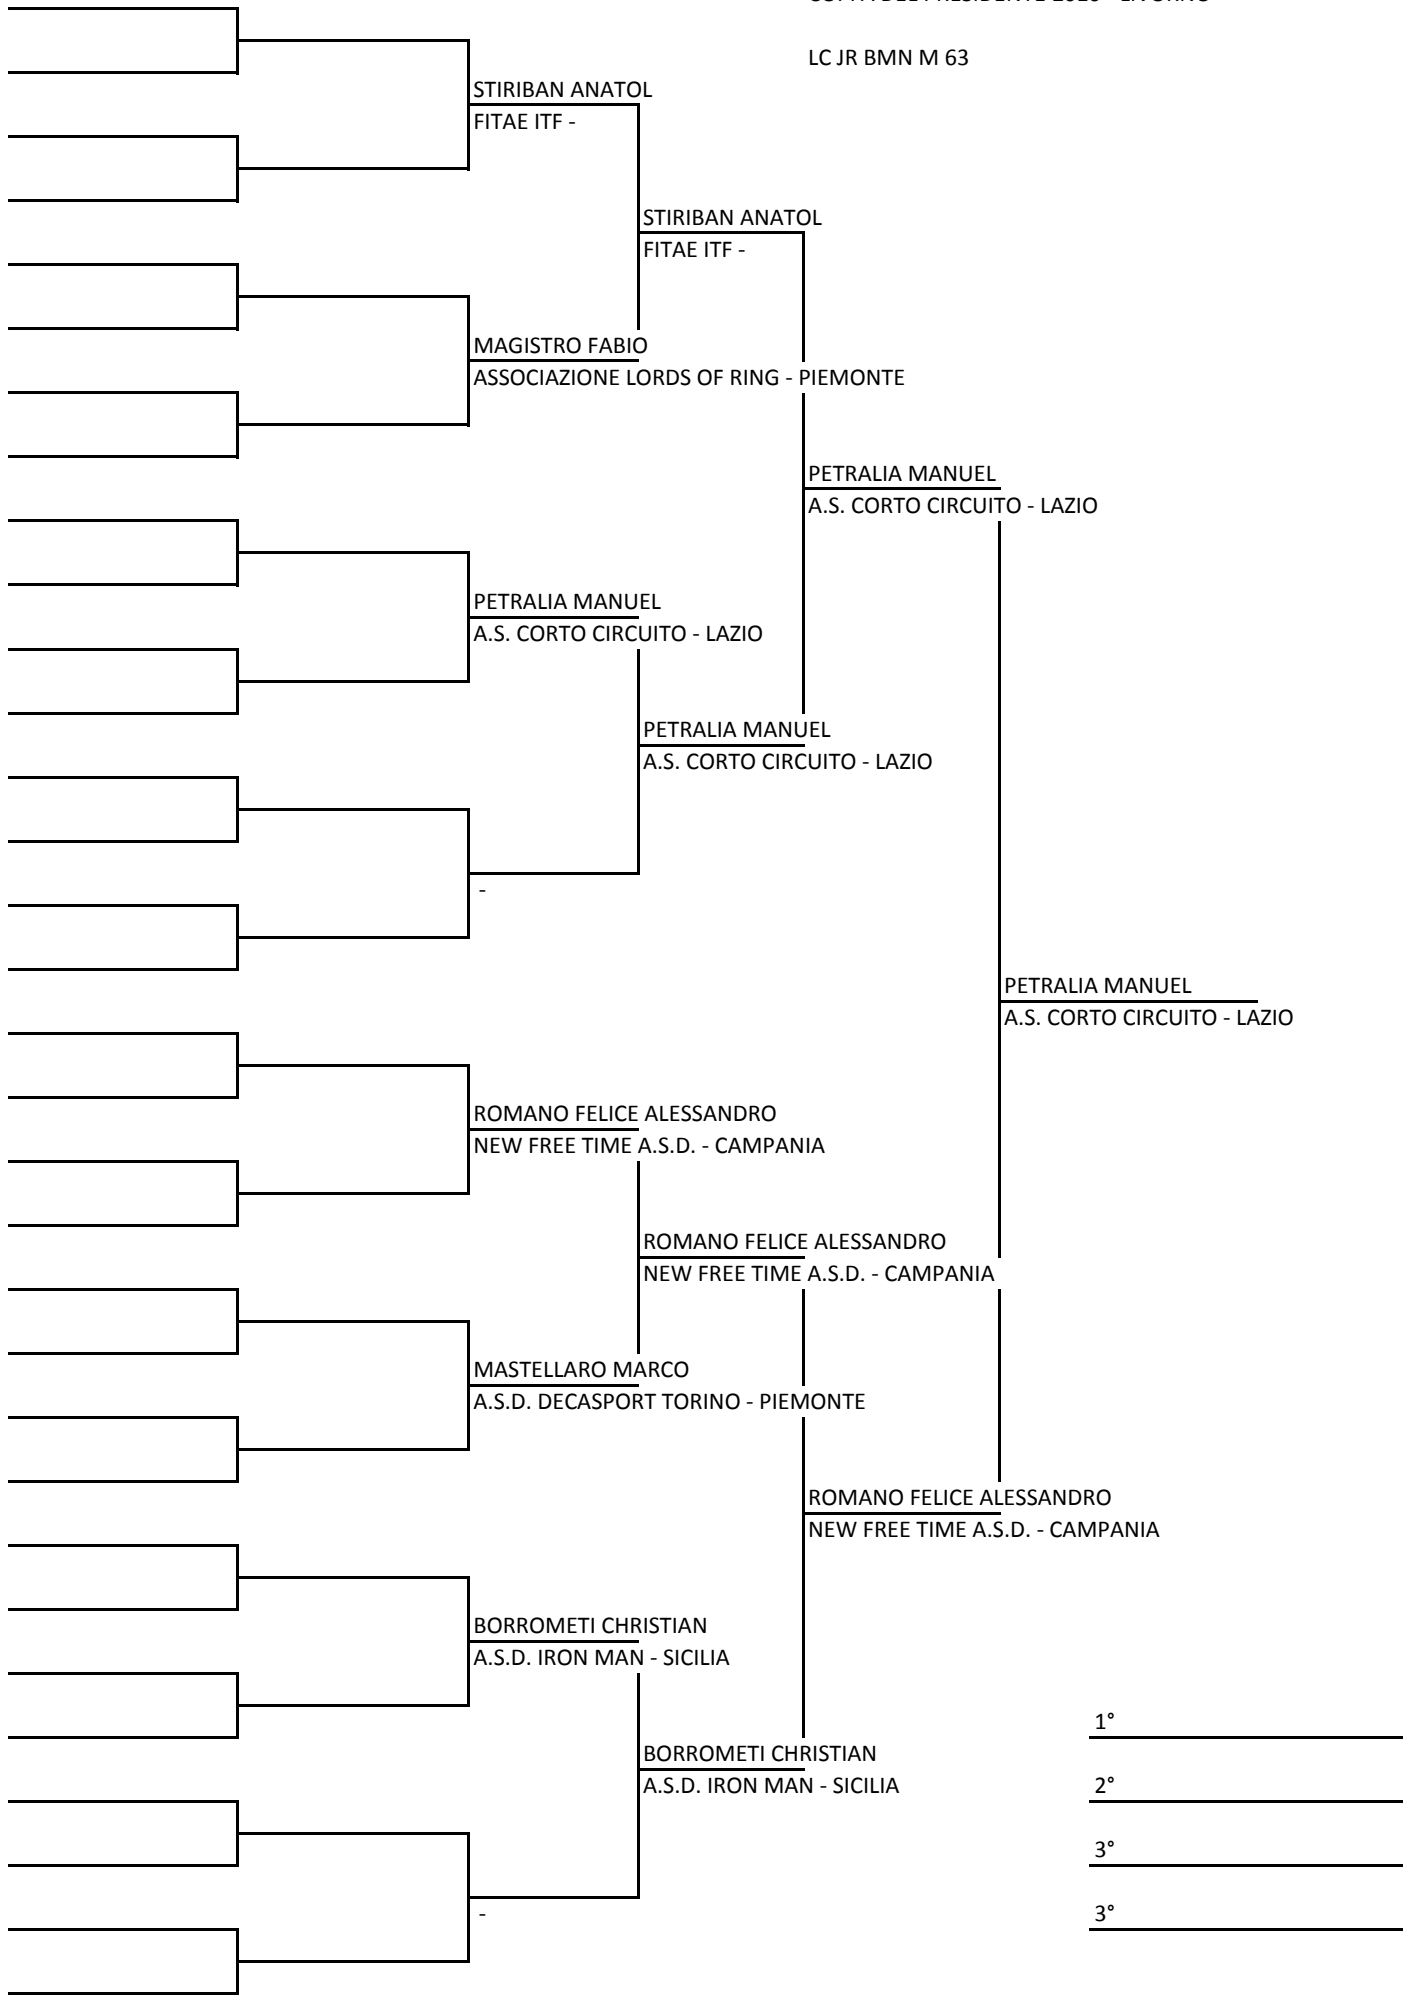 LC JR BMN M 63
STIRIBAN ANATOL
FITAE ITF -
STIRIBAN ANATOL
FITAE ITF -
MAGISTRO FABIO
ASSOCIAZIONE LORDS OF RING - PIEMONTE
PETRALIA MANUEL
A.S. CORTO CIRCUITO - LAZIO
PETRALIA MANUEL
A.S. CORTO CIRCUITO - LAZIO
PETRALIA MANUEL
A.S. CORTO CIRCUITO - LAZIO
-
PETRALIA MANUEL
A.S. CORTO CIRCUITO - LAZIO
ROMANO FELICE ALESSANDRO
NEW FREE TIME A.S.D. - CAMPANIA
ROMANO FELICE ALESSANDRO
NEW FREE TIME A.S.D. - CAMPANIA
MASTELLARO MARCO
A.S.D. DECASPORT TORINO - PIEMONTE
ROMANO FELICE ALESSANDRO
NEW FREE TIME A.S.D. - CAMPANIA
BORROMETI CHRISTIAN
A.S.D. IRON MAN - SICILIA
1°
BORROMETI CHRISTIAN
A.S.D. IRON MAN - SICILIA
2°
3°
-
3°